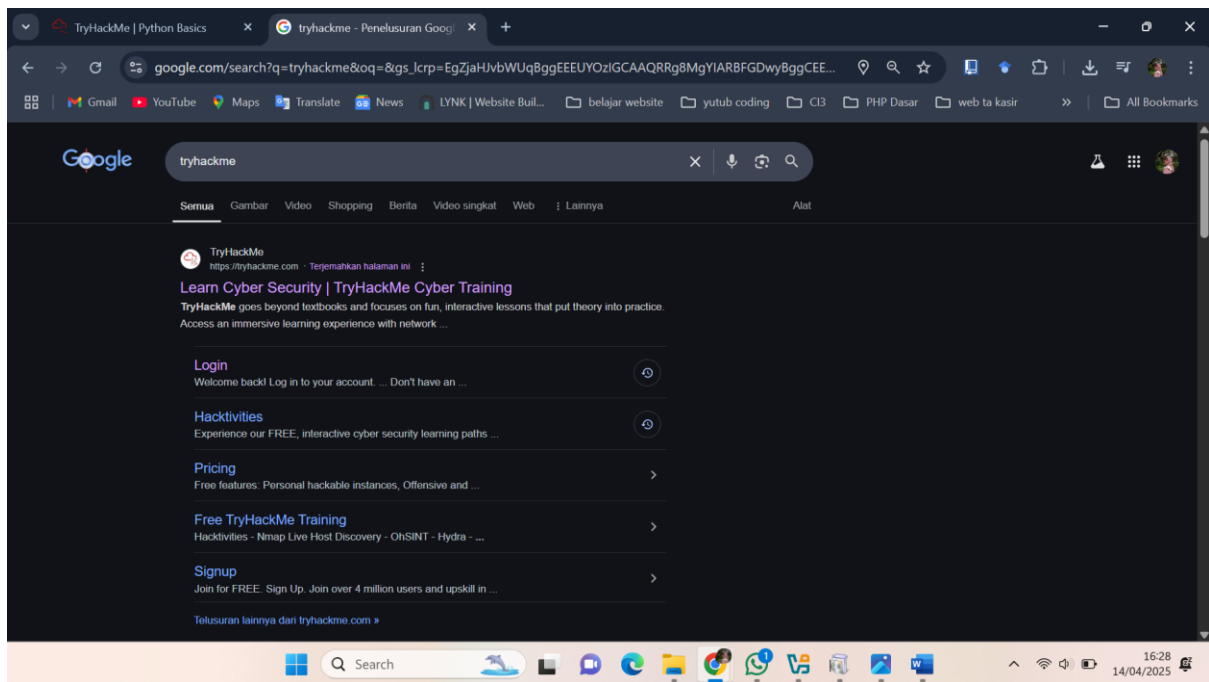 TryHackMe | Python Basics
tryhackme - Penelusuran Googl
google.com/search?q=tryhackme&oq=&gs_lcrp=EgZjaHJvbWUqBggEEEUYOzIGCAAQRRg8MgYIARBFGDwyBggCEE...
Gmail YouTube Maps Translate News LYNK | Website Buil... belajar website yutub coding CI3 PHP Dasar web ta kasir » All Bookmarks
Google
tryhackme
Semua Gambar Video Shopping Berita Video singkat Web Lainnya Alat
TryHackMe
https://tryhackme.com · Terjemahkan halaman ini
Learn Cyber Security | TryHackMe Cyber Training
TryHackMe goes beyond textbooks and focuses on fun, interactive lessons that put theory into practice.
Access an immersive learning experience with network ...
Login
Welcome back! Log in to your account. ... Don't have an ...
Hacktivities
Experience our FREE, interactive cyber security learning paths ...
Pricing
Free features: Personal hackable instances, Offensive and ...
Free TryHackMe Training
Hacktivities - Nmap Live Host Discovery - OhSINT - Hydra - ...
Signup
Join for FREE. Sign Up. Join over 4 million users and upskill in ...
Telusuran lainnya dari tryhackme.com »
Search
1
16:28
14/04/2025